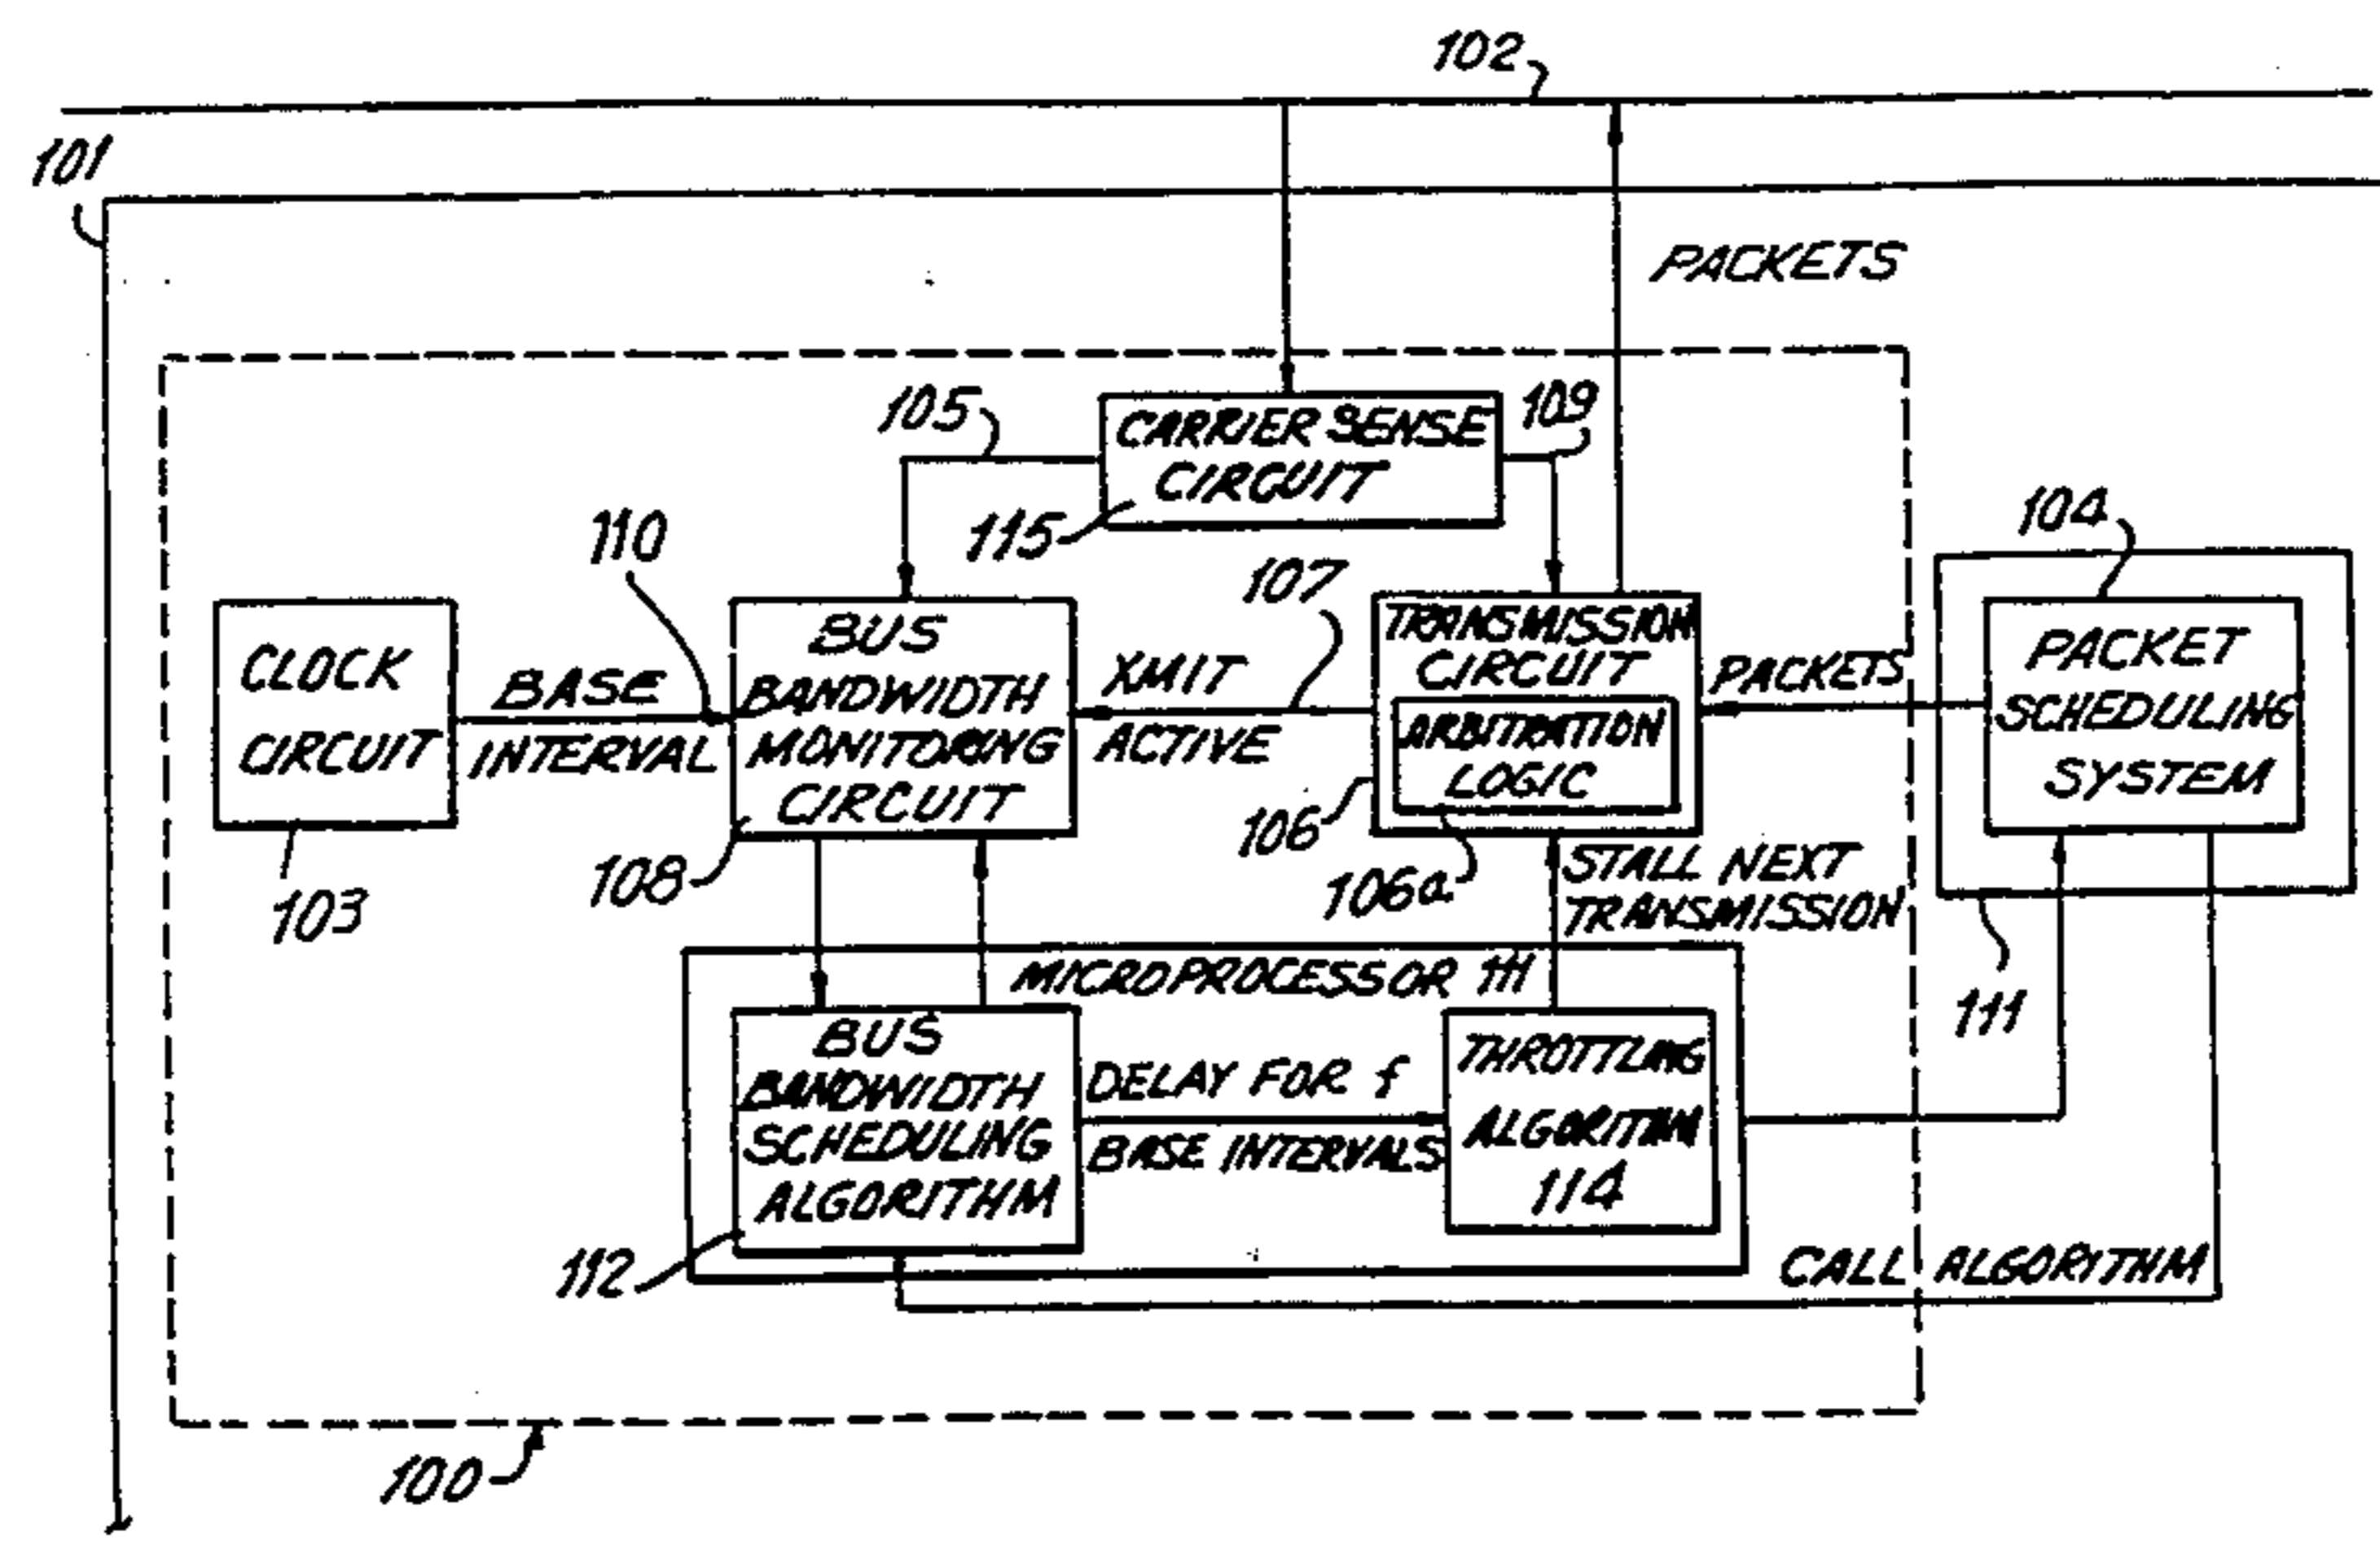 102
101
PACKETS
105
CARRIER SENSE
CIRCUIT
109
115
104
110
107
CLOCK
CIRCUIT
103
BASE
INTERVAL
BUS
BANDWIDTH
MONITORING
CIRCUIT
108
XMIT
ACTIVE
TRANSMISSION
CIRCUIT
ARBITRATION
LOGIC
106
106a
PACKETS
PACKET
SCHEDULING
SYSTEM
STALL NEXT
TRANSMISSION
111
MICROPROCESSOR 111
BUS
BANDWIDTH
SCHEDULING
ALGORITHM
112
DELAY FOR f
BASE INTERVALS
THROTTLING
ALGORITHM
114
CALL ALGORITHM
100